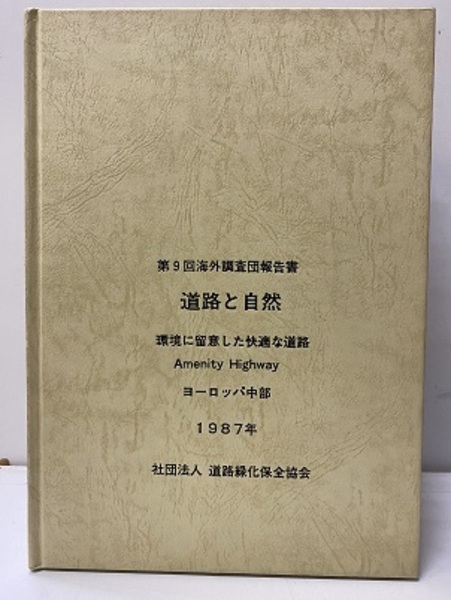 第9回海外調査団報告書
道路と自然
環境に留意した快適な道路
Amenity Highway
ヨーロッパ中部
1987年
社団法人 道路緑化保全協会